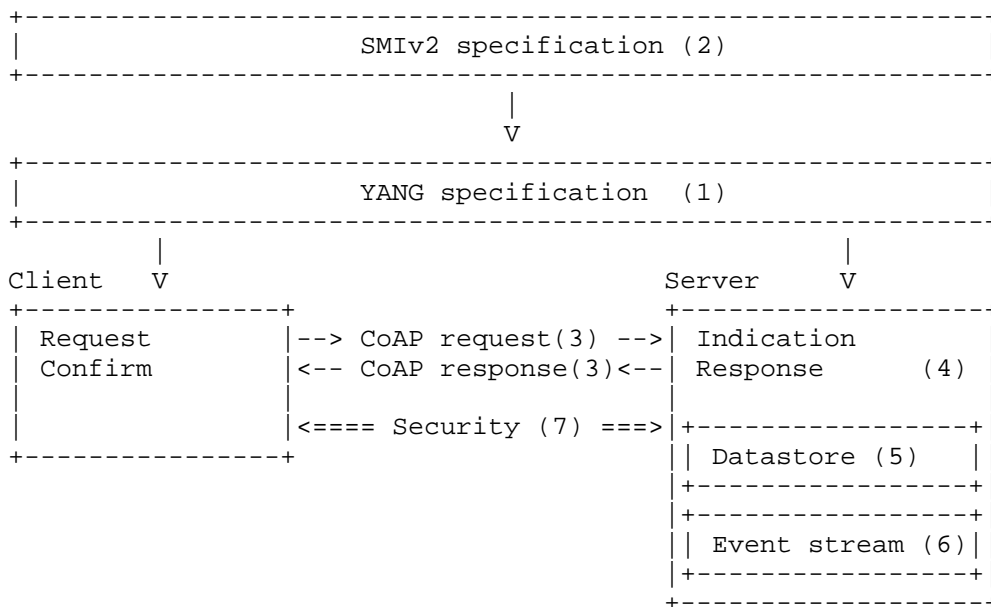 SMIv2 specification (2)
V
YANG specification (1)
Client V Server V
Request --> CoAP request(3) --> Indication
Confirm <-- CoAP response(3)<-- Response (4)
<==== Security (7) ===>
Datastore (5)
Event stream (6)